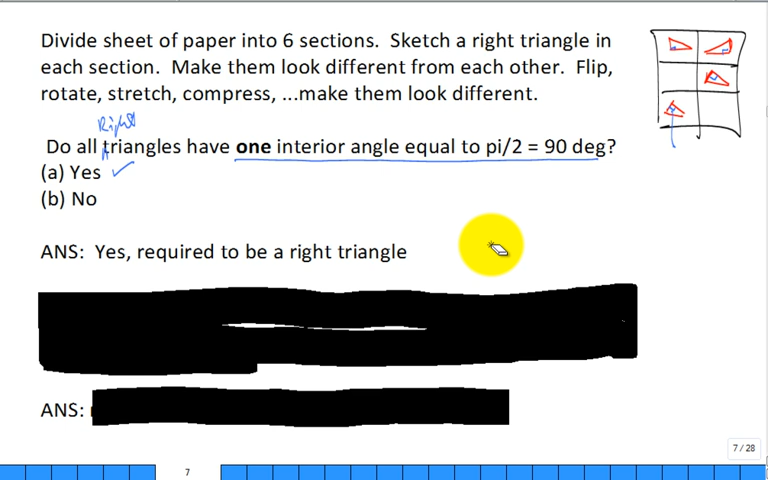 Divide sheet of paper into 6 sections. Sketch a right triangle in
each section. Make them look different from each other. Flip,
rotate, stretch, compress, ...make them look different.
Right
Do all triangles have one interior angle equal to pi/2 = 90 deg?
(a) Yes
(b) No
ANS: Yes, required to be a right triangle
ANS:
7 / 28
7